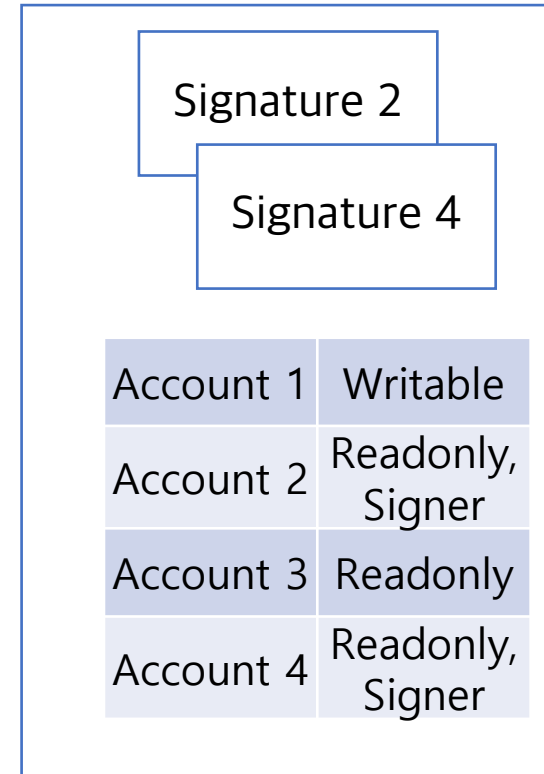 Signature 2
Signature 4
Account 1 Writable
Account 2 Readonly,
Signer
Account 3 Readonly
Account 4 Readonly,
Signer